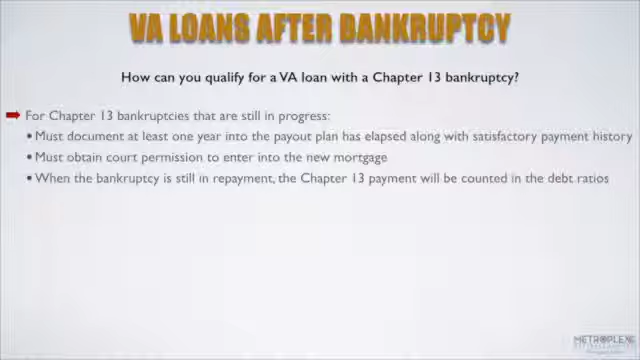 VA LOANS AFTER BANKRUPTCY
How can you qualify for a VA loan with a Chapter 13 bankruptcy?
For Chapter 13 bankruptcies that are still in progress:
• Must document at least one year into the payout plan has elapsed along with satisfactory payment history
• Must obtain court permission to enter into the new mortgage
• When the bankruptcy is still in repayment, the Chapter 13 payment will be counted in the debt ratios